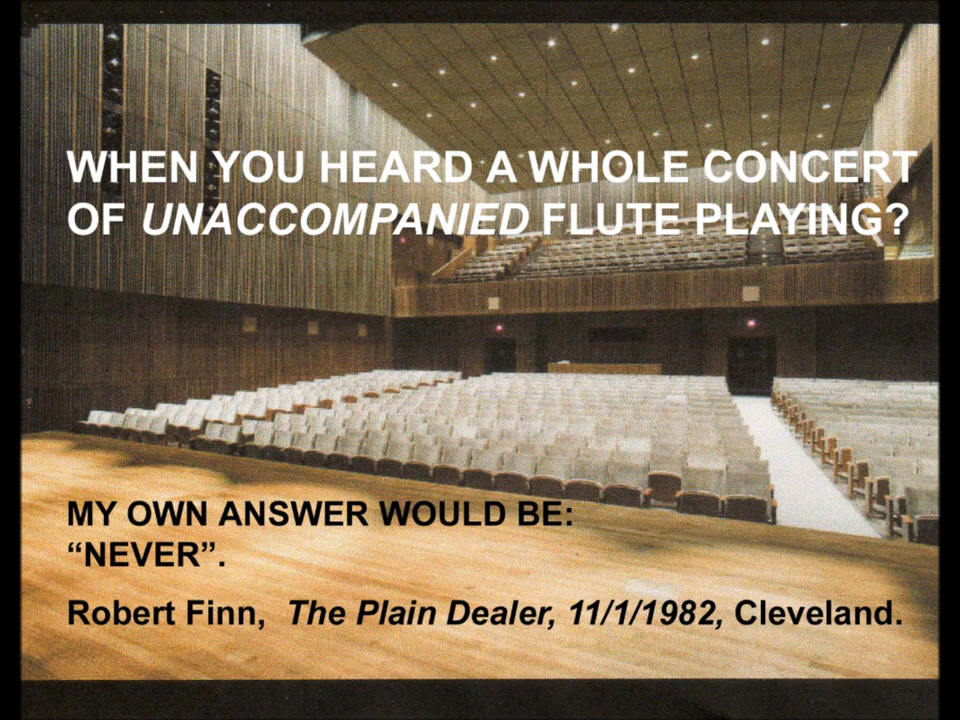 WHEN YOU HEARD A WHOLE CONCERT
OF UNACCOMPANIED FLUTE PLAYING?
MY OWN ANSWER WOULD BE:
“NEVER”.
Robert Finn, The Plain Dealer, 11/1/1982, Cleveland.